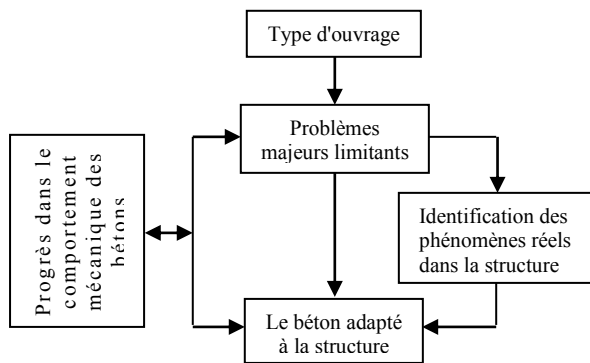 Type d'ouvrage
Problèmes
majeurs limitants
Progrès dans le
comportement
mécanique des
bétons
Identification des
phénomènes réels
dans la structure
Le béton adapté
à la structure